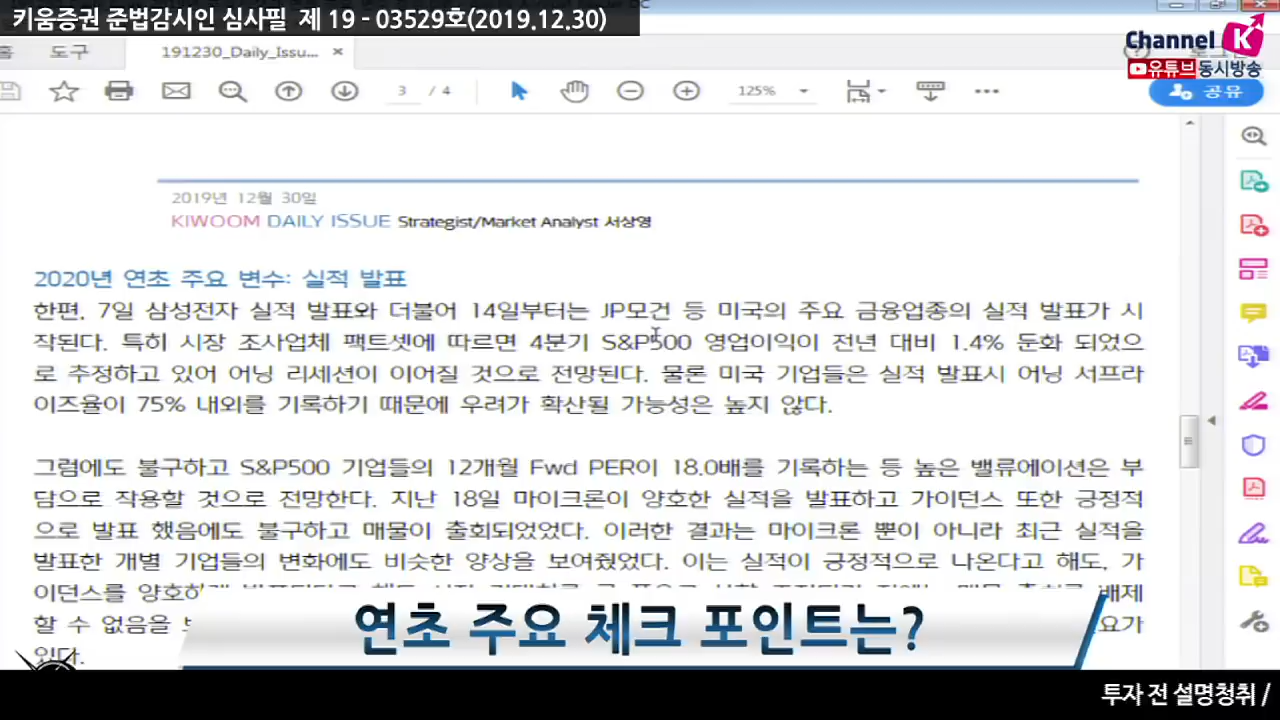 키움증권 준법감시인 심사필 제 19 - 03529호(2019.12.30)
Channel K
유튜브 동시방송
도구
191230_Daily_Issu... ×
3 / 4
125%
공유
2019년 12월 30일
KIWOOM DAILY ISSUE Strategist/Market Analyst 서상영
2020년 연초 주요 변수: 실적 발표
한편, 7일 삼성전자 실적 발표와 더불어 14일부터는 JP모건 등 미국의 주요 금융업종의 실적 발표가 시
작된다. 특히 시장 조사업체 팩트셋에 따르면 4분기 S&P500 영업이익이 전년 대비 1.4% 둔화 되었으
로 추정하고 있어 어닝 리세션이 이어질 것으로 전망된다. 물론 미국 기업들은 실적 발표시 어닝 서프라
이즈율이 75% 내외를 기록하기 때문에 우려가 확산될 가능성은 높지 않다.
그럼에도 불구하고 S&P500 기업들의 12개월 Fwd PER이 18.0배를 기록하는 등 높은 밸류에이션은 부
담으로 작용할 것으로 전망한다. 지난 18일 마이크론이 양호한 실적을 발표하고 가이던스 또한 긍정적
으로 발표 했음에도 불구하고 매물이 출회되었었다. 이러한 결과는 마이크론 뿐이 아니라 최근 실적을
발표한 개별 기업들의 변화에도 비슷한 양상을 보여줬었다. 이는 실적이 긍정적으로 나온다고 해도, 가
이던스를 배제
할 수 없음을
있다.
연초 주요 체크 포인트는?
투자 전 설명청취 /